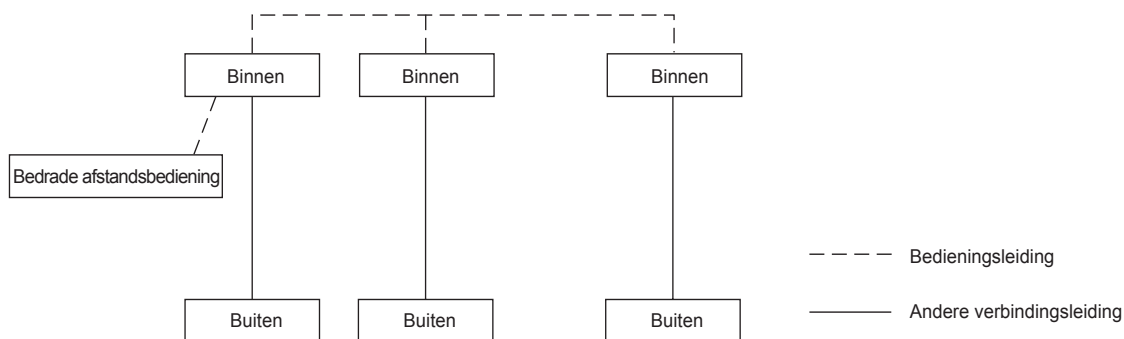 Binnen
Binnen
Binnen
Bedrade afstandsbediening
Bedieningsleiding
Andere verbindingsleiding
Buiten
Buiten
Buiten